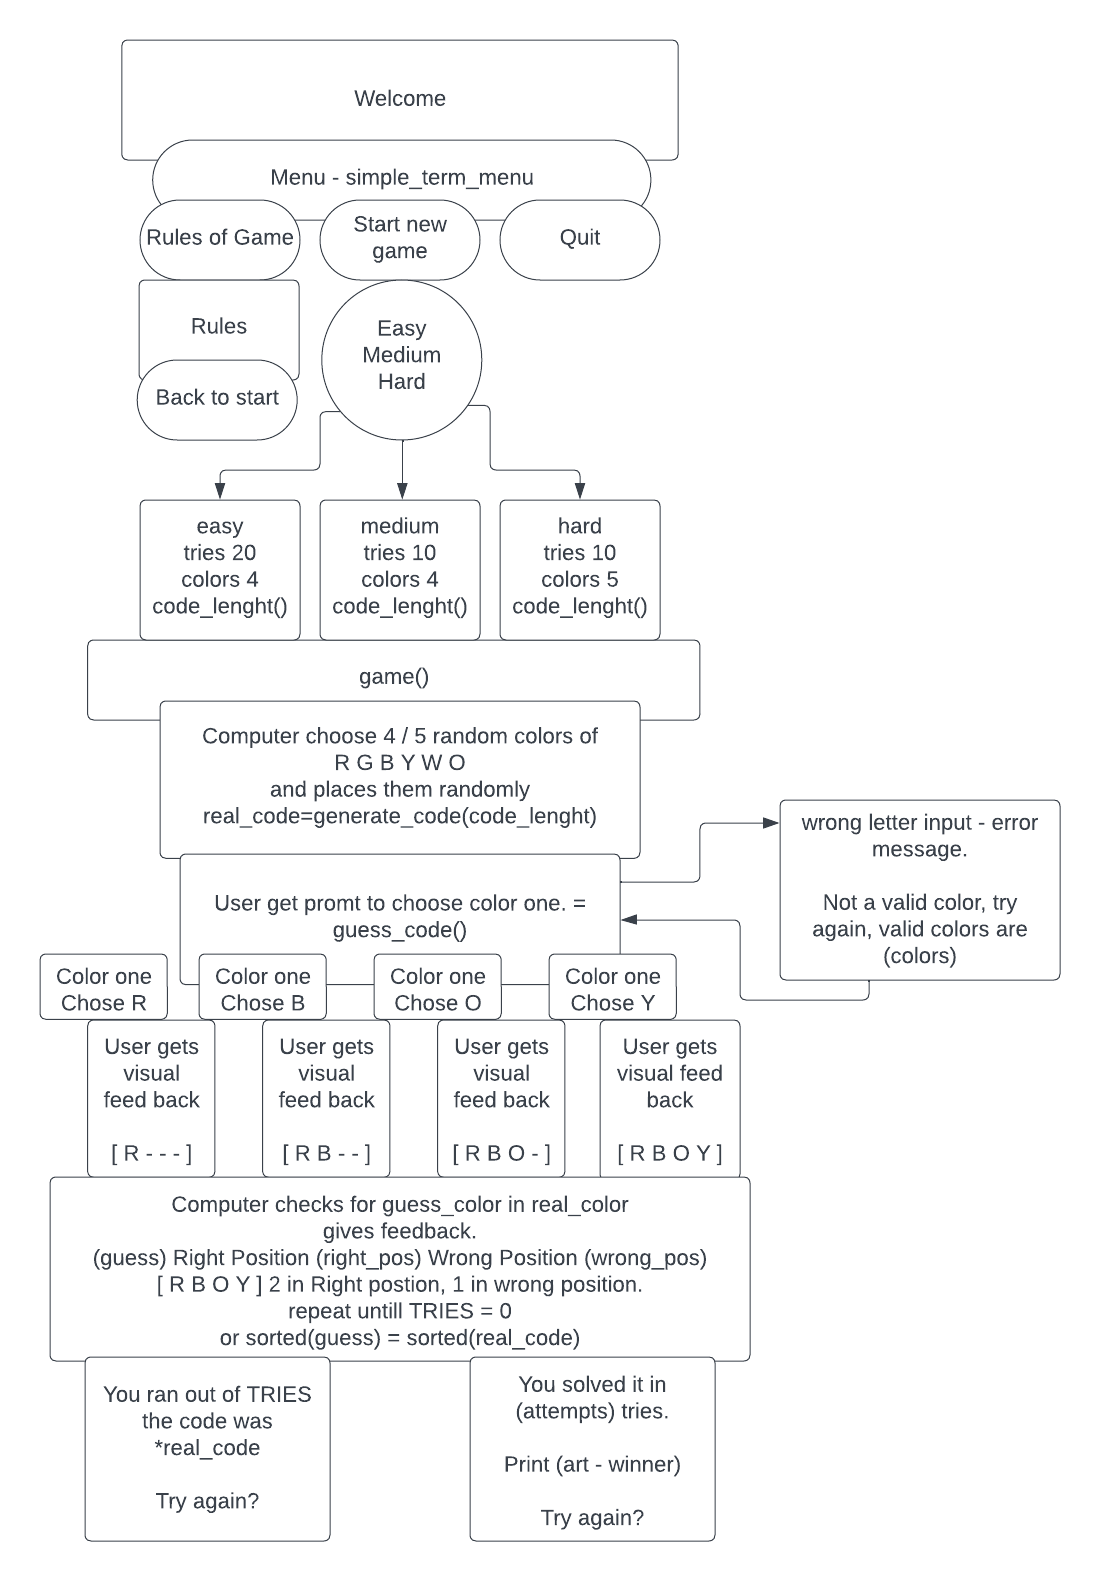 Welcome
Menu - simple_term_menu
Rules of Game
Start new
game
Quit
Rules
Back to start
Easy
Medium
Hard
easy
tries 20
colors 4
code_lenght()
medium
tries 10
colors 4
code_lenght()
hard
tries 10
colors 5
code_lenght()
game()
Computer choose 4 / 5 random colors of
R G B Y W O
and places them randomly
real_code=generate_code(code_lenght)
wrong letter input - error
message.
Not a valid color, try
again, valid colors are
(colors)
User get promt to choose color one. =
guess_code()
Color one
Chose R
Color one
Chose B
Color one
Chose O
Color one
Chose Y
User gets
visual
feed back
[ R - - - ]
User gets
visual
feed back
[ R B - - ]
User gets
visual
feed back
[ R B O - ]
User gets
visual feed
back
[ R B O Y ]
Computer checks for guess_color in real_color
gives feedback.
(guess) Right Position (right_pos) Wrong Position (wrong_pos)
[ R B O Y ] 2 in Right postion, 1 in wrong position.
repeat untill TRIES = 0
or sorted(guess) = sorted(real_code)
You ran out of TRIES
the code was
*real_code
Try again?
You solved it in
(attempts) tries.
Print (art - winner)
Try again?